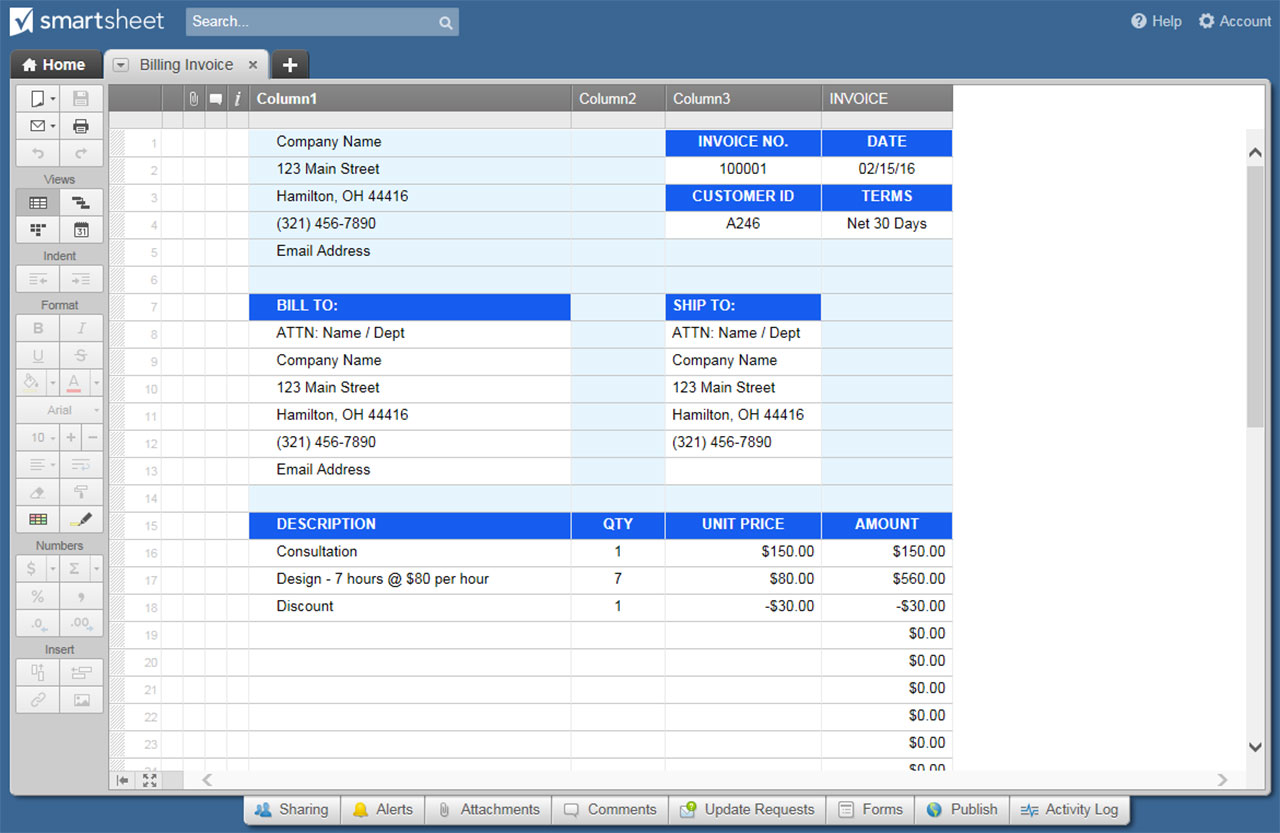 smartsheet Search... Help Account
Home Billing Invoice × +
Column1 Column2 Column3 INVOICE
1 Company Name INVOICE NO. DATE
2 123 Main Street 100001 02/15/16
3 Hamilton, OH 44416 CUSTOMER ID TERMS
4 (321) 456-7890 A246 Net 30 Days
5 Email Address
6
7 BILL TO: SHIP TO:
8 ATTN: Name / Dept ATTN: Name / Dept
9 Company Name Company Name
10 123 Main Street 123 Main Street
11 Hamilton, OH 44416 Hamilton, OH 44416
12 (321) 456-7890 (321) 456-7890
13 Email Address
14
15 DESCRIPTION QTY UNIT PRICE AMOUNT
16 Consultation 1 $150.00 $150.00
17 Design - 7 hours @ $80 per hour 7 $80.00 $560.00
18 Discount 1 -$30.00 -$30.00
19 $0.00
20 $0.00
21 $0.00
22 $0.00
23 $0.00
24 $0.00
Views
31
Indent
Format
B I
U S
A
Arial
10 + −
Numbers
$ Σ
% ,
.0 .00
Insert
Sharing Alerts Attachments Comments Update Requests Forms Publish Activity Log